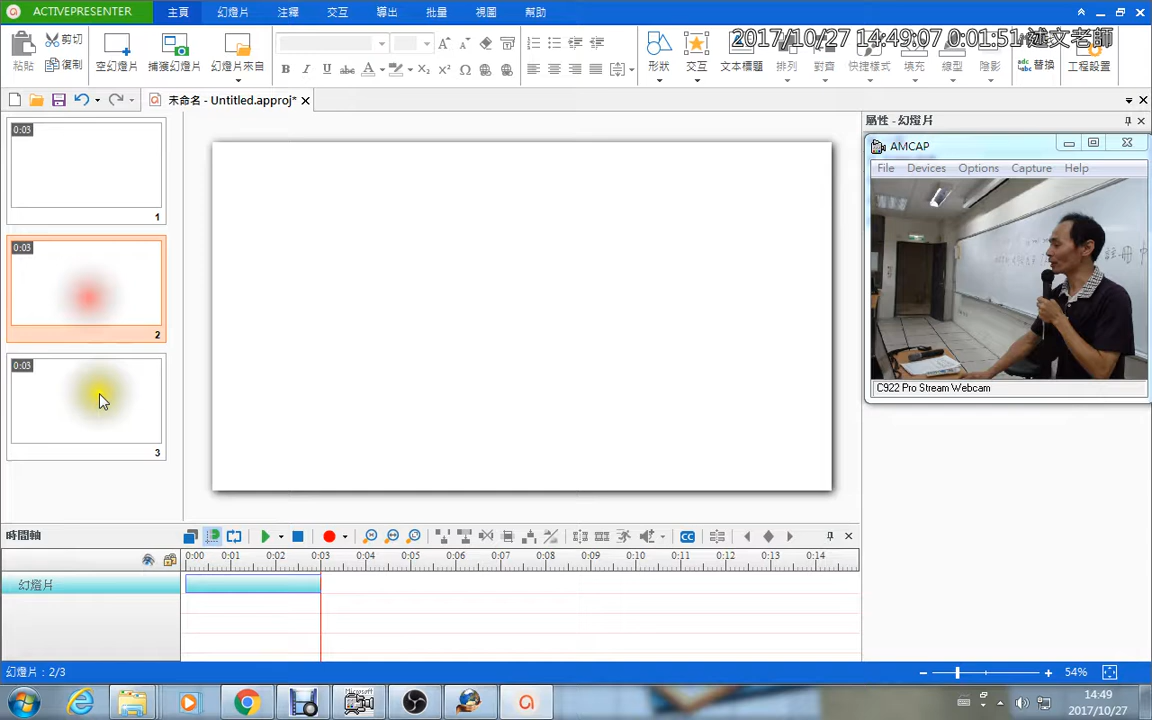 ACTIVEPRESENTER 主頁 幻燈片 注釋 交互 導出 批量 視圖 幫助
2017/10/27 14:49:07 0:01:51 述文老師
剪切
粘貼 複制 空幻燈片 捕獲幻燈片 幻燈片來自
B I U abc A X₂ X² Ω
形狀 交互 文本標題 排列 對齊 快捷樣式 填充 線型 陰影 替換 工程設置
未命名 - Untitled.approj*
屬性 - 幻燈片
0:03
1
0:03
2
0:03
3
AMCAP
File Devices Options Capture Help
C922 Pro Stream Webcam
時間軸
CC
0:00 0:01 0:02 0:03 0:04 0:05 0:06 0:07 0:08 0:09 0:10 0:11 0:12 0:13 0:14
幻燈片
幻燈片：2/3
54%
Microsoft
14:49
2017/10/27